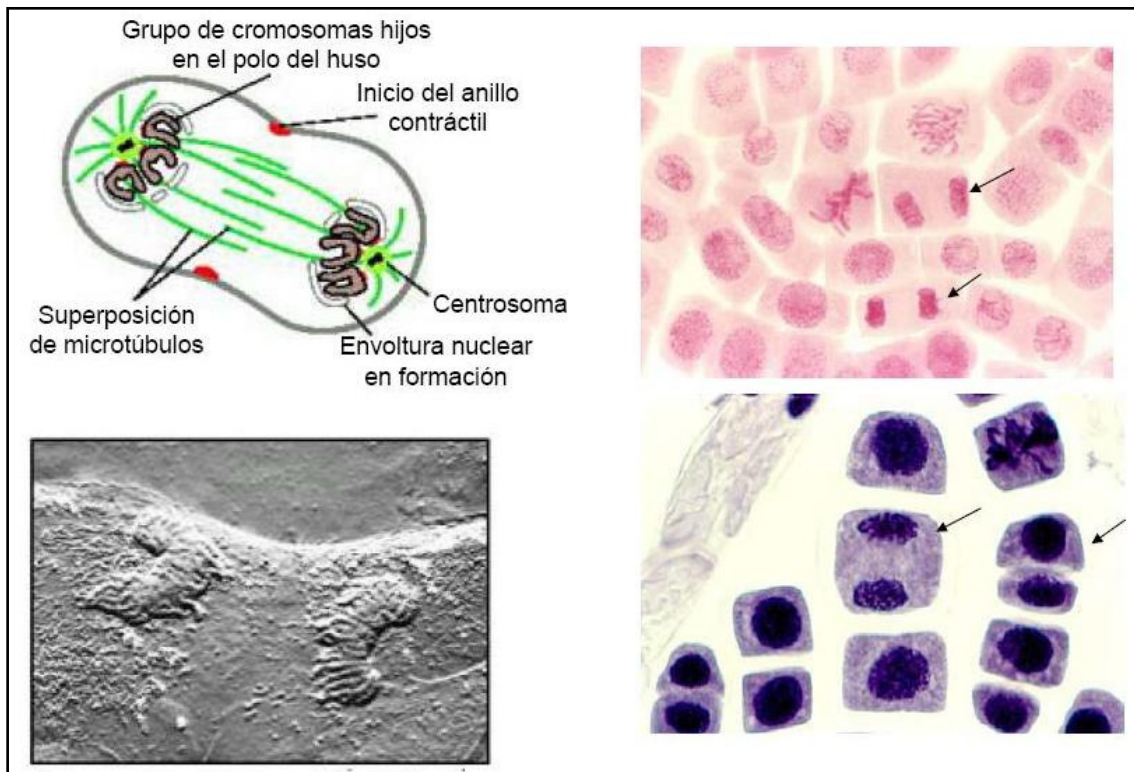 Grupo de cromosomas hijos
en el polo del huso
Inicio del anillo
contráctil
Superposición
de microtúbulos
Centrosoma
Envoltura nuclear
en formación